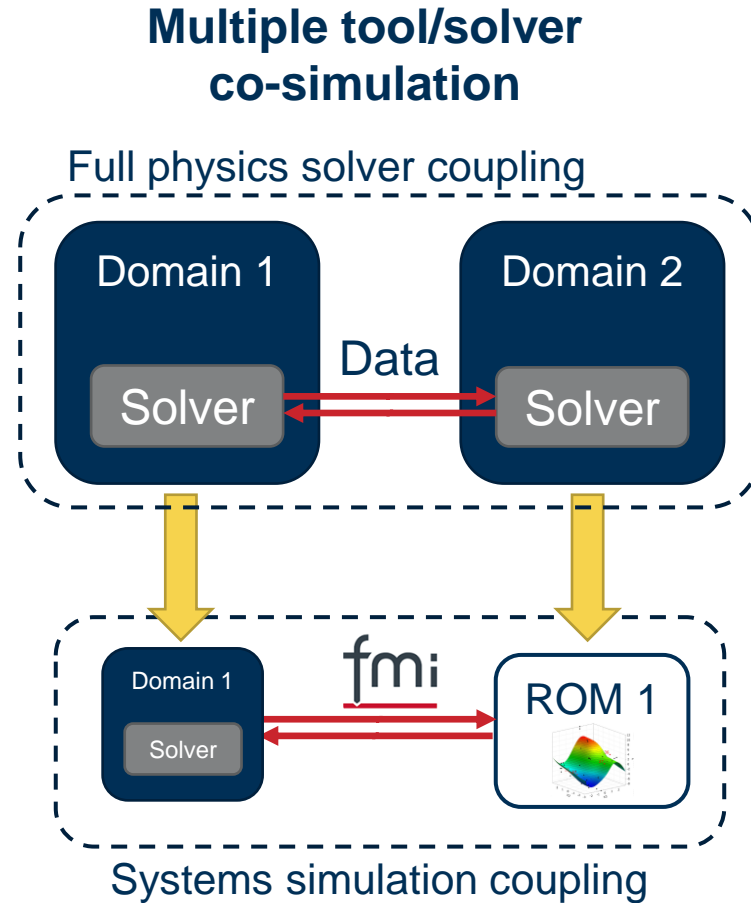 Multiple tool/solver
co-simulation
Full physics solver coupling
Domain 1
Domain 2
Data
Solver
Solver
Domain 1
fmi
ROM 1
Solver
Systems simulation coupling